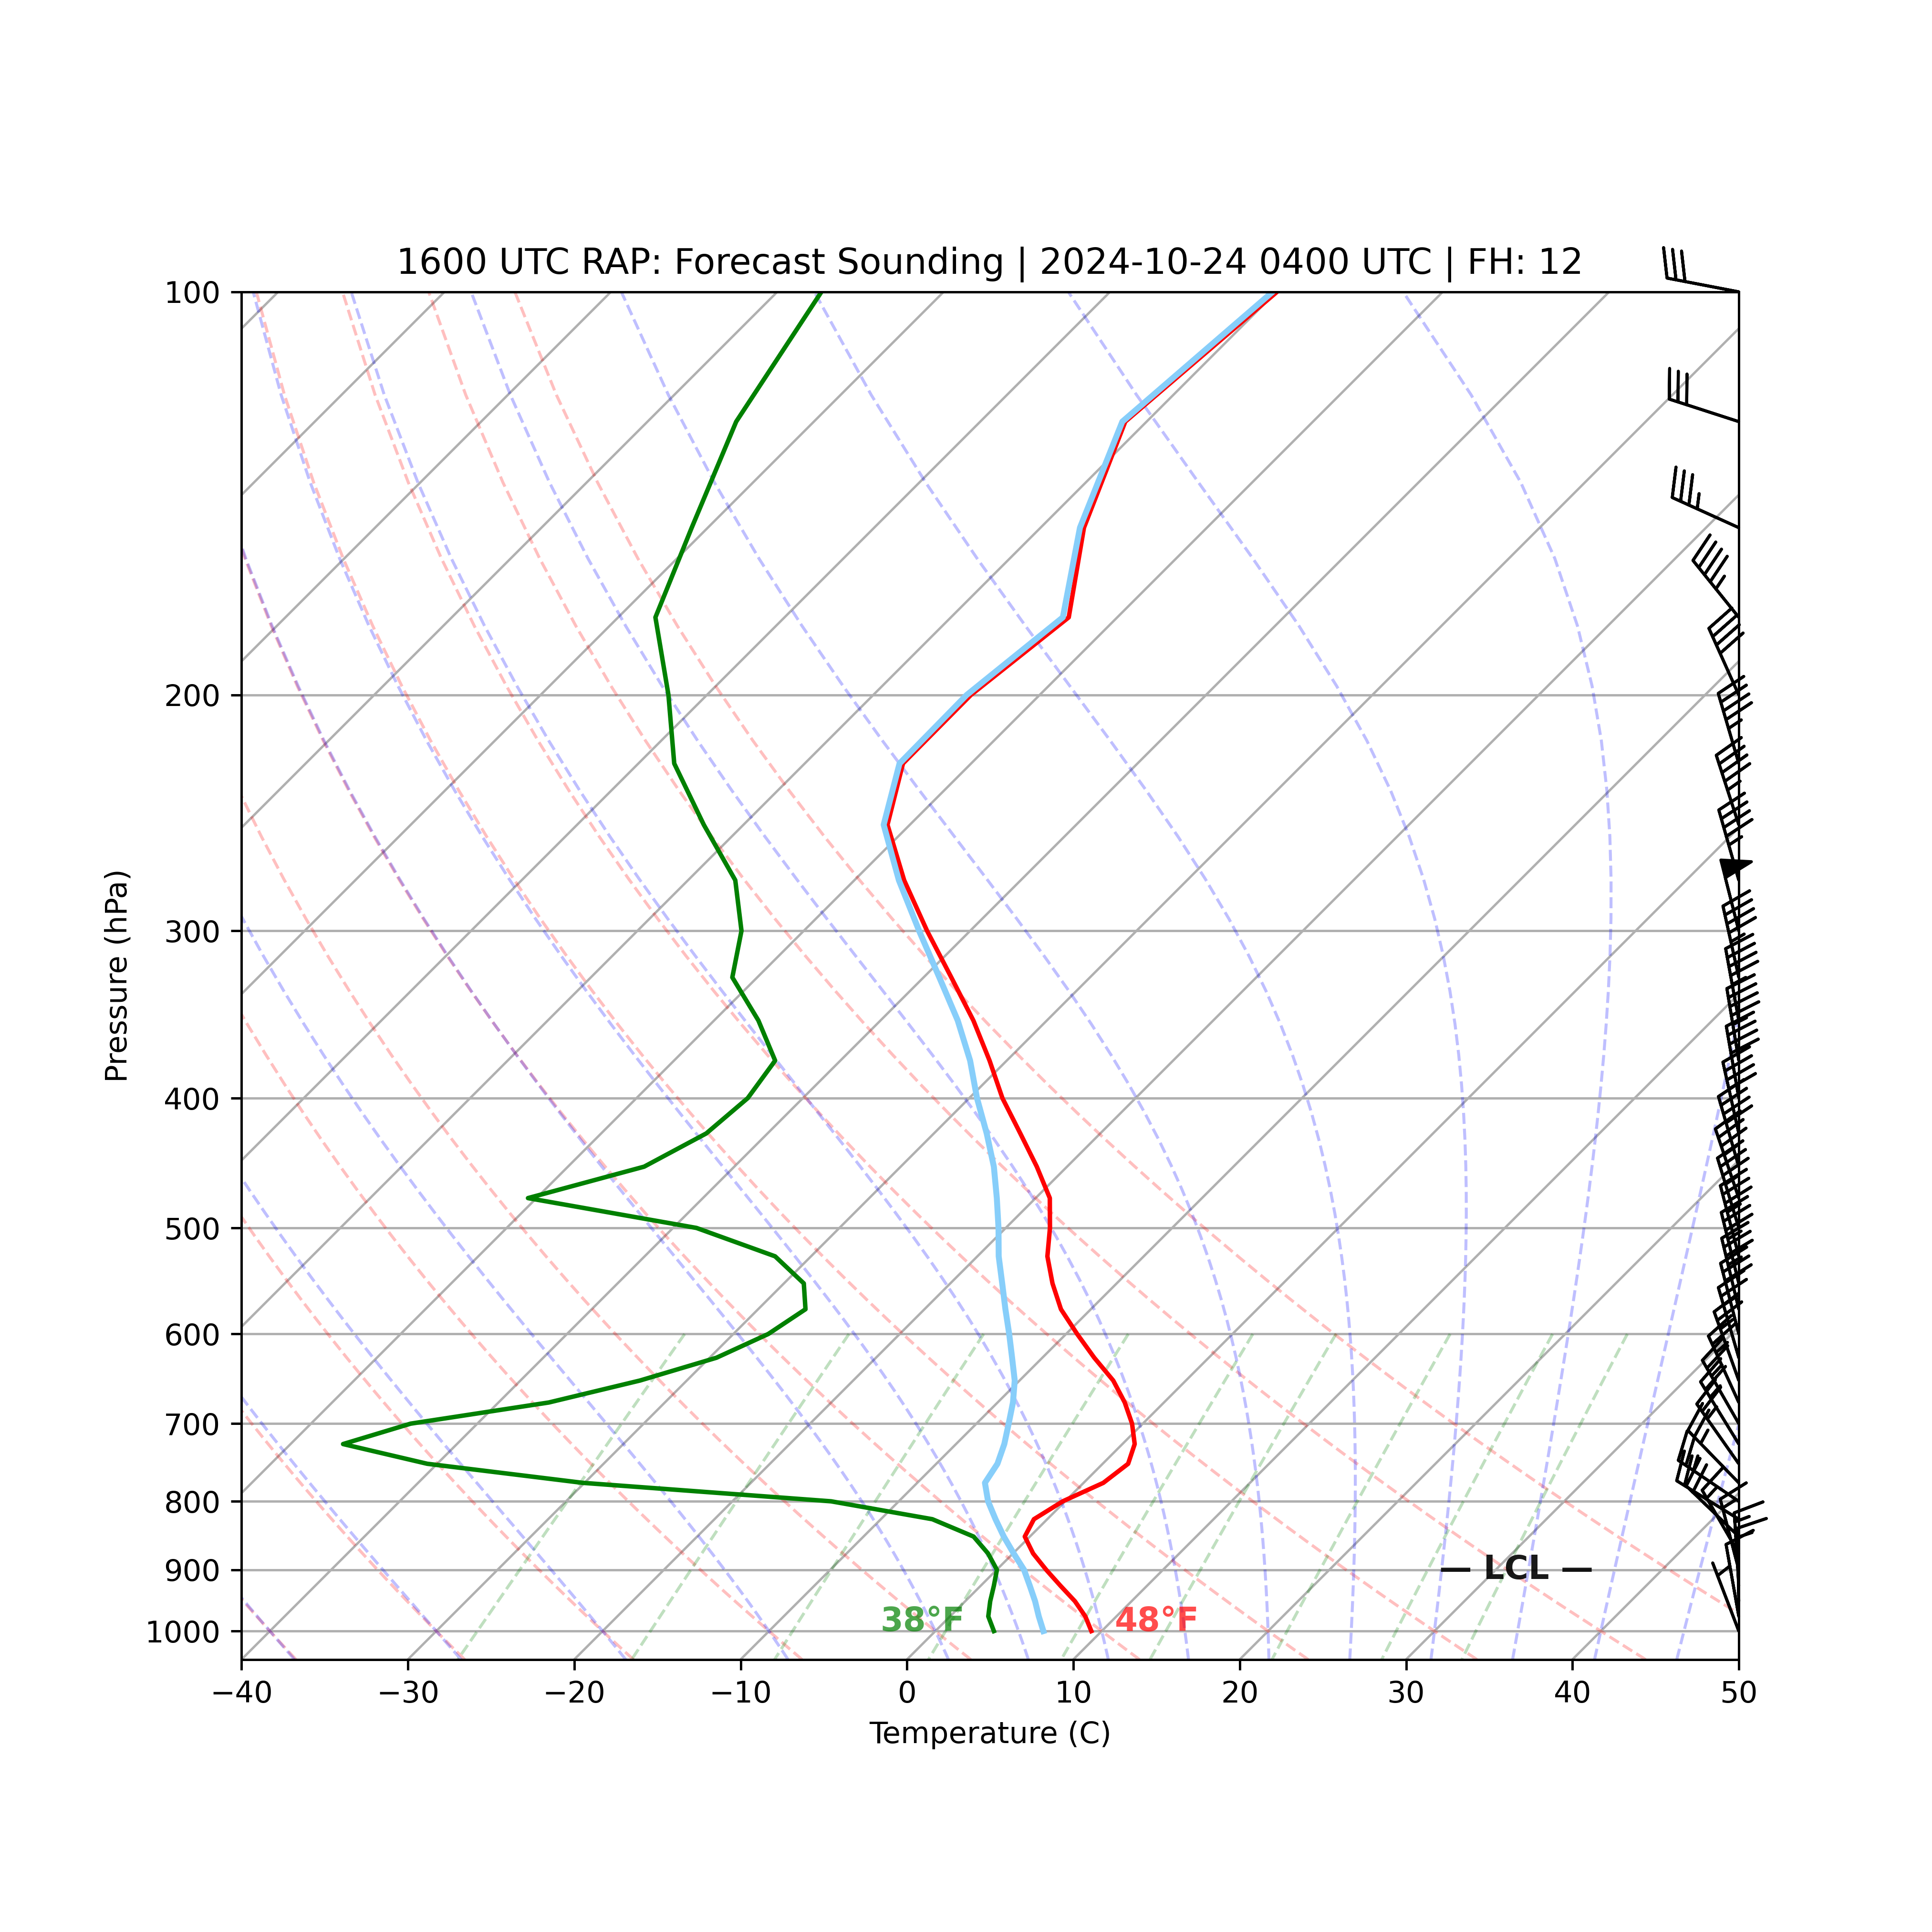 1600 UTC RAP: Forecast Sounding | 2024-10-24 0400 UTC | FH: 12
100
200
300
400
500
600
700
800
900
1000
Pressure (hPa)
— LCL —
38°F
48°F
−40 −30 −20 −10 0 10 20 30 40 50
Temperature (C)